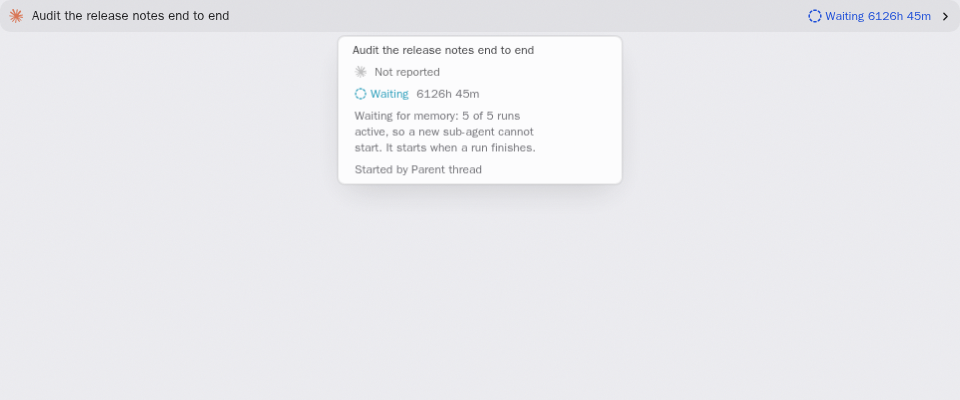 Audit the release notes end to end
Waiting 6126h 45m
Audit the release notes end to end
Not reported
Waiting 6126h 45m
Waiting for memory: 5 of 5 runs
active, so a new sub-agent cannot
start. It starts when a run finishes.
Started by Parent thread